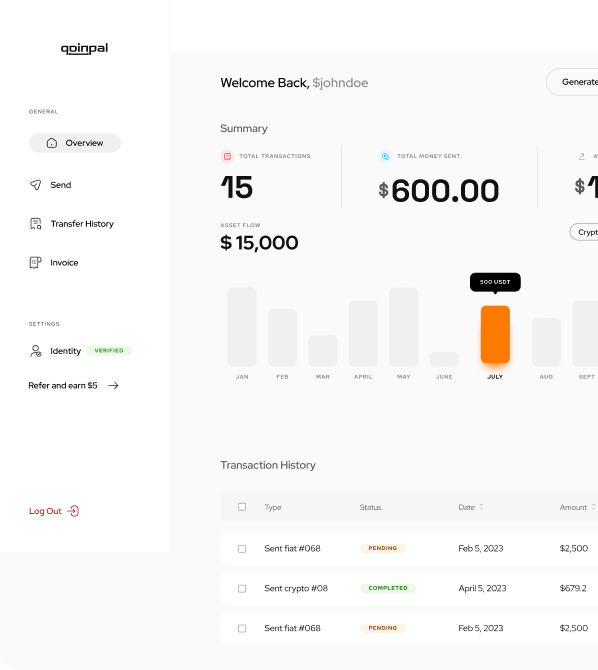 qoinpal
GENERAL
Overview
Send
Transfer History
Invoice
SETTINGS
Identity VERIFIED
Refer and earn $5
Log Out
Welcome Back, $johndoe
Generate
Summary
TOTAL TRANSACTIONS
15
TOTAL MONEY SENT
$600.00
$1
ASSET FLOW
$ 15,000
Crypt
500 USDT
JAN FEB MAR APRIL MAY JUNE JULY AUG SEPT
Transaction History
Type Status Date Amount
Sent fiat #068 PENDING Feb 5, 2023 $2,500
Sent crypto #08 COMPLETED April 5, 2023 $679.2
Sent fiat #068 PENDING Feb 5, 2023 $2,500